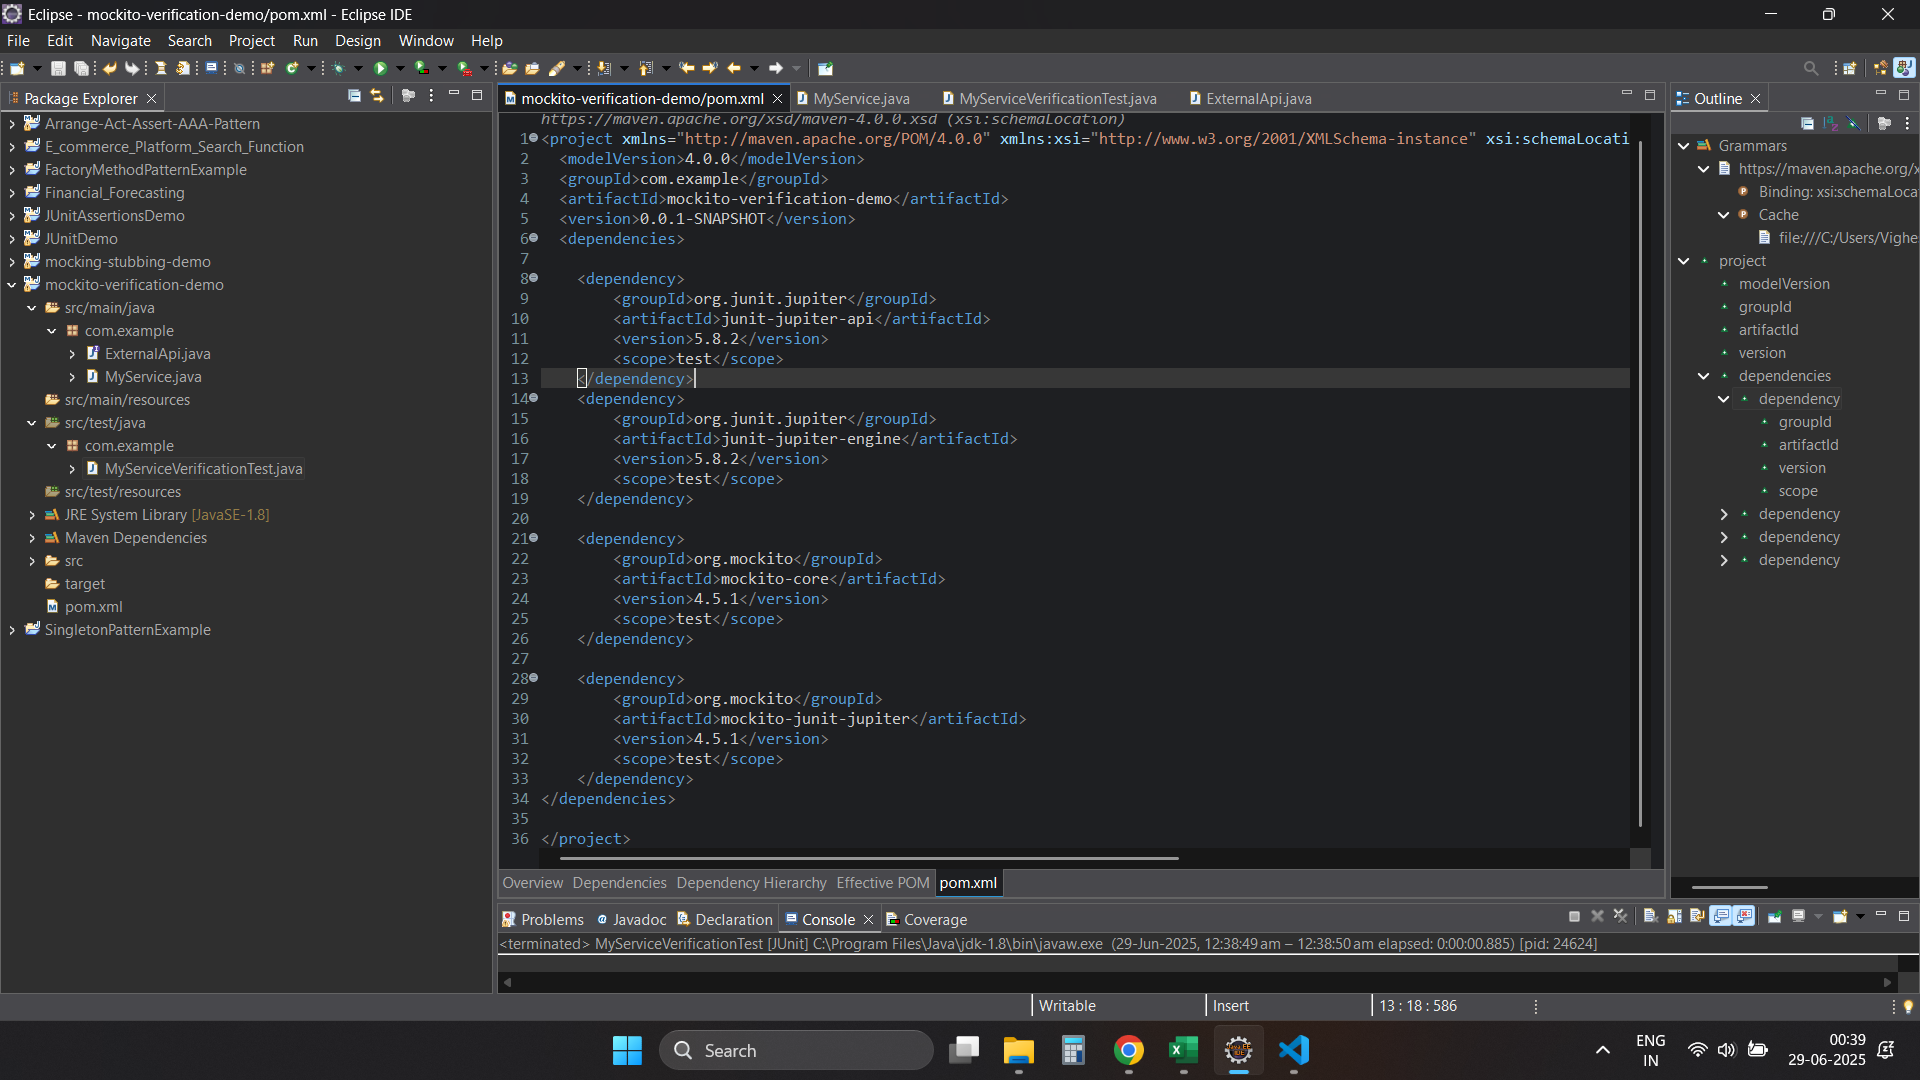 Eclipse - mockito-verification-demo/pom.xml - Eclipse IDE
File Edit Navigate Search Project Run Design Window Help
Package Explorer
Arrange-Act-Assert-AAA-Pattern
E_commerce_Platform_Search_Function
FactoryMethodPatternExample
Financial_Forecasting
JUnitAssertionsDemo
JUnitDemo
mocking-stubbing-demo
mockito-verification-demo
src/main/java
com.example
ExternalApi.java
MyService.java
src/main/resources
src/test/java
com.example
MyServiceVerificationTest.java
src/test/resources
JRE System Library [JavaSE-1.8]
Maven Dependencies
src
target
pom.xml
SingletonPatternExample
mockito-verification-demo/pom.xml MyService.java MyServiceVerificationTest.java ExternalApi.java
https://maven.apache.org/xsd/maven-4.0.0.xsd (xsi:schemaLocation)
1 <project xmlns="http://maven.apache.org/POM/4.0.0" xmlns:xsi="http://www.w3.org/2001/XMLSchema-instance" xsi:schemaLocati
2 <modelVersion>4.0.0</modelVersion>
3 <groupId>com.example</groupId>
4 <artifactId>mockito-verification-demo</artifactId>
5 <version>0.0.1-SNAPSHOT</version>
6 <dependencies>
7
8 <dependency>
9 <groupId>org.junit.jupiter</groupId>
10 <artifactId>junit-jupiter-api</artifactId>
11 <version>5.8.2</version>
12 <scope>test</scope>
13 </dependency>
14 <dependency>
15 <groupId>org.junit.jupiter</groupId>
16 <artifactId>junit-jupiter-engine</artifactId>
17 <version>5.8.2</version>
18 <scope>test</scope>
19 </dependency>
20
21 <dependency>
22 <groupId>org.mockito</groupId>
23 <artifactId>mockito-core</artifactId>
24 <version>4.5.1</version>
25 <scope>test</scope>
26 </dependency>
27
28 <dependency>
29 <groupId>org.mockito</groupId>
30 <artifactId>mockito-junit-jupiter</artifactId>
31 <version>4.5.1</version>
32 <scope>test</scope>
33 </dependency>
34 </dependencies>
35
36 </project>
Overview Dependencies Dependency Hierarchy Effective POM pom.xml
Outline
Grammars
https://maven.apache.org/x
Binding: xsi:schemaLoca
Cache
file:///C:/Users/Vighe
project
modelVersion
groupId
artifactId
version
dependencies
dependency
groupId
artifactId
version
scope
dependency
dependency
dependency
Problems Javadoc Declaration Console Coverage
<terminated> MyServiceVerificationTest [JUnit] C:\Program Files\Java\jdk-1.8\bin\javaw.exe (29-Jun-2025, 12:38:49 am – 12:38:50 am elapsed: 0:00:00.885) [pid: 24624]
Writable Insert 13 : 18 : 586
Search
ENG
IN
00:39
29-06-2025